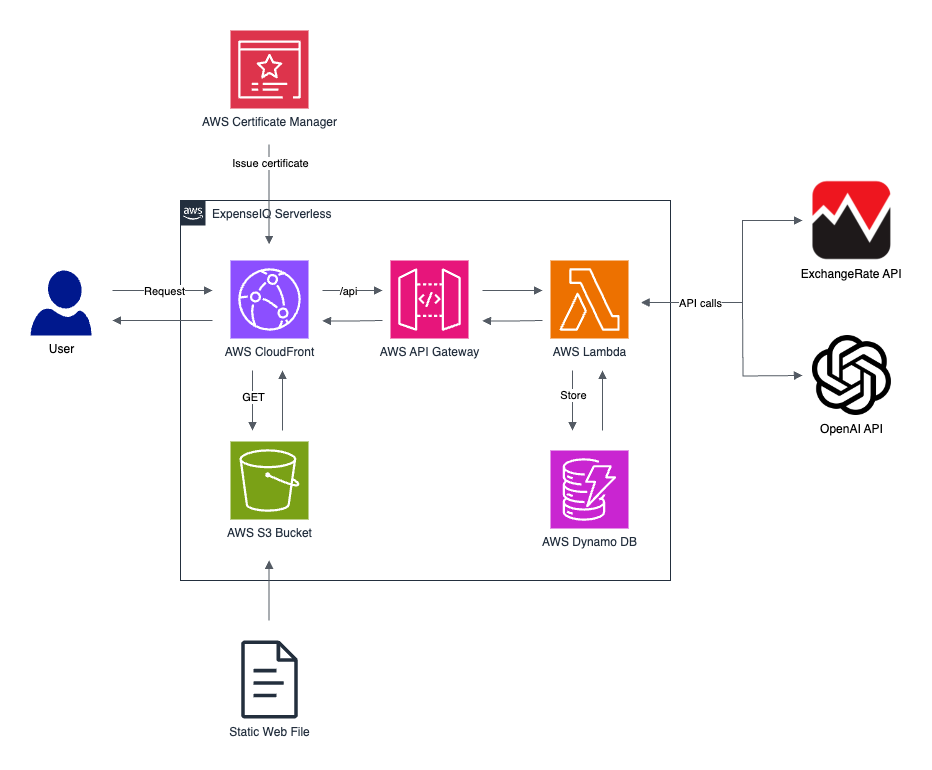 AWS Certificate Manager
Issue certificate
aws
ExpenseIQ Serverless
ExchangeRate API
Request
/api
API calls
User
AWS CloudFront
AWS API Gateway
AWS Lambda
GET
Store
OpenAI API
</>
AWS S3 Bucket
AWS Dynamo DB
Static Web File